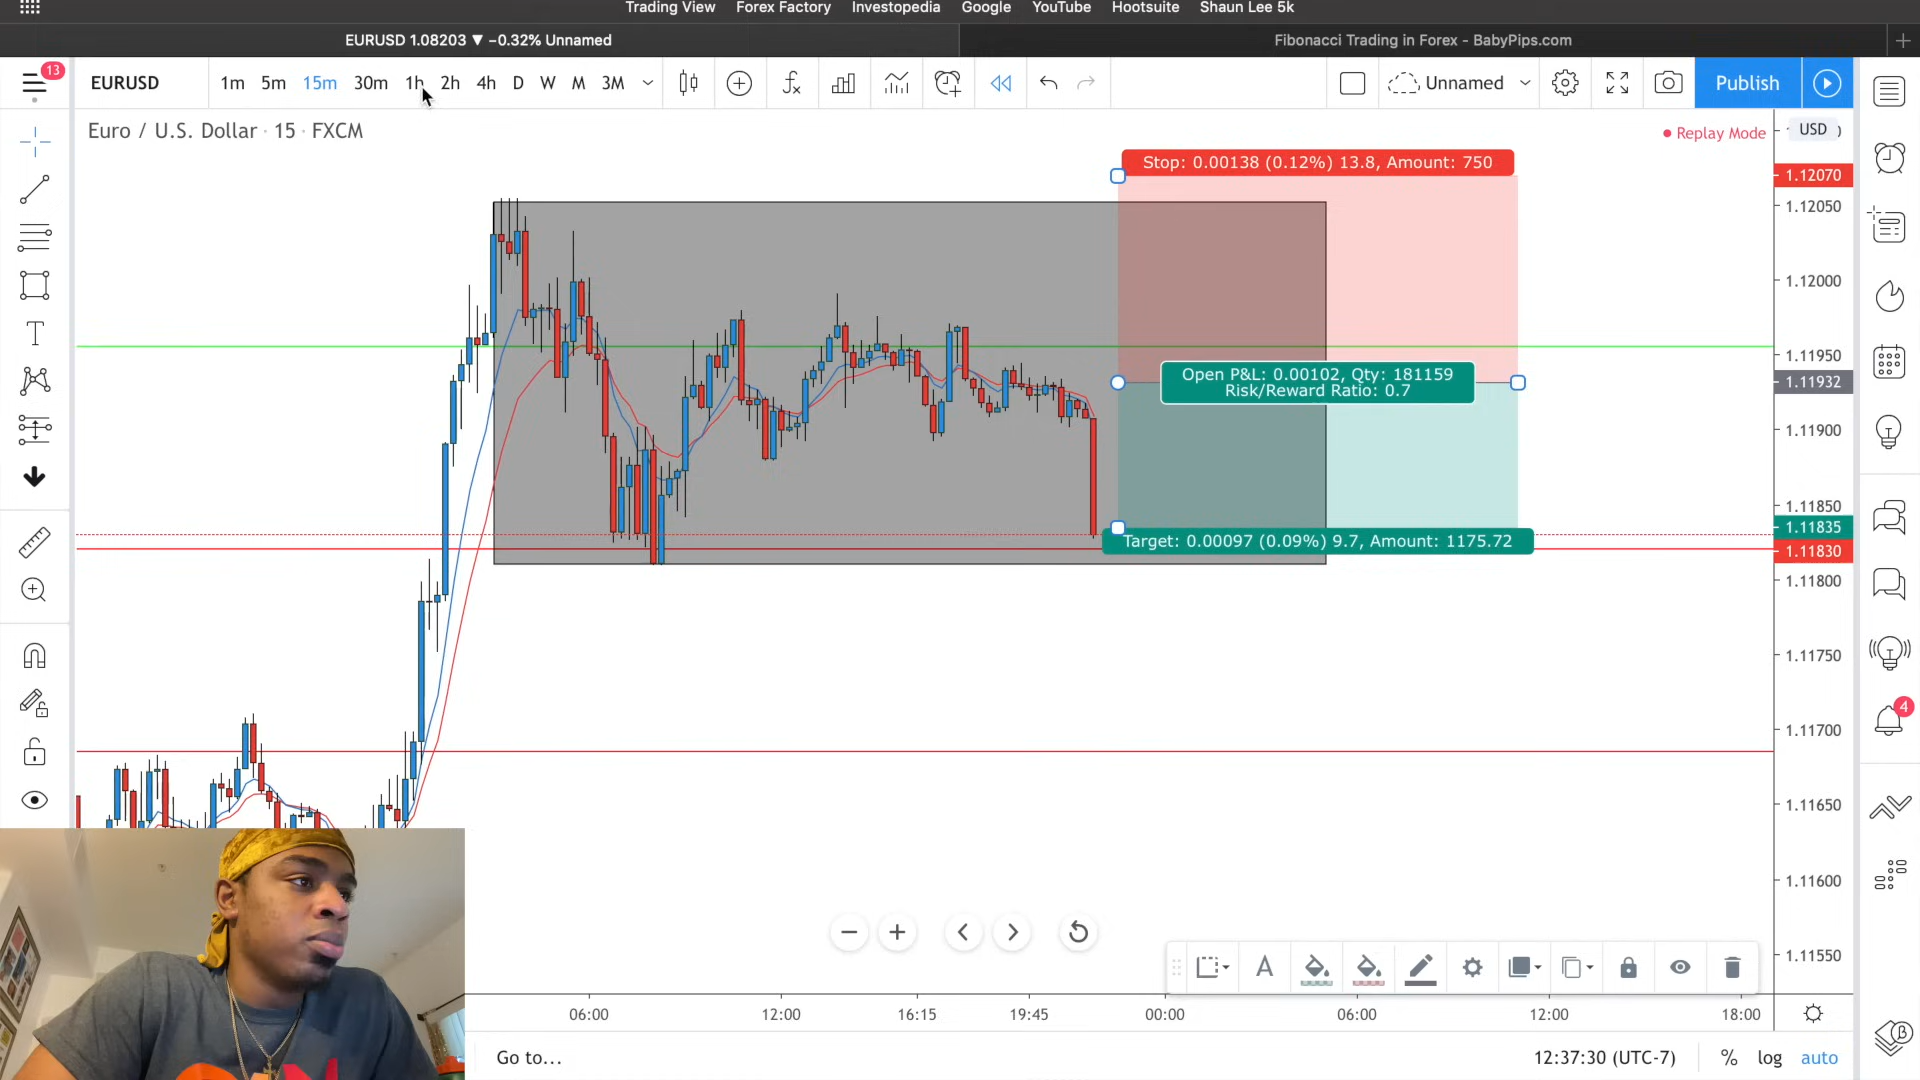 Trading View Forex Factory Investopedia Google YouTube Hootsuite Shaun Lee 5k
EURUSD 1.08203 ▼ −0.32% Unnamed
Fibonacci Trading in Forex - BabyPips.com
13
EURUSD 1m 5m 15m 30m 1h 2h 4h D W M 3M
Unnamed
Publish
Euro / U.S. Dollar · 15 · FXCM
Replay Mode
USD
Stop: 0.00138 (0.12%) 13.8, Amount: 750
1.12070
1.12050
1.12000
1.11950
Open P&L: 0.00102, Qty: 181159
Risk/Reward Ratio: 0.7
1.11932
1.11900
1.11850
1.11835
Target: 0.00097 (0.09%) 9.7, Amount: 1175.72
1.11830
1.11800
1.11750
4
1.11700
1.11650
1.11600
1.11550
06:00 12:00 16:15 19:45 00:00 06:00 12:00 18:00
Go to...
12:37:30 (UTC-7) % log auto